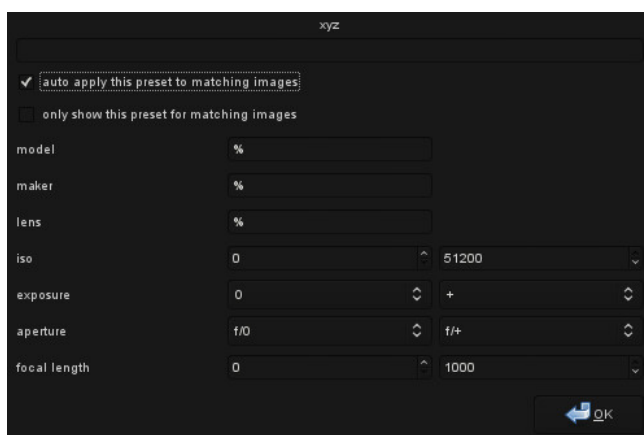 xyz
auto apply this preset to matching images
only show this preset for matching images
model %
maker %
lens %
iso 0 51200
exposure 0 +
aperture f/0 f/+
focal length 0 1000
OK